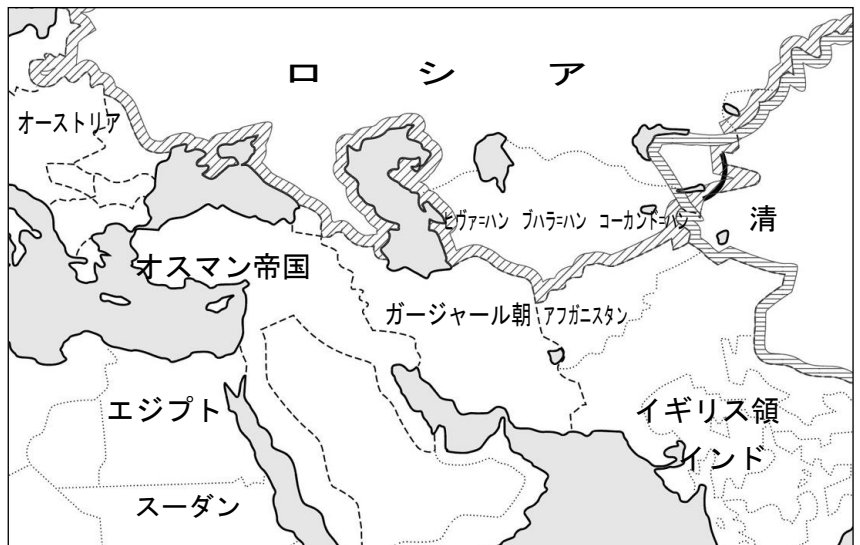 ロシア
オーストリア
ヒヴァ=ハン ブハラ=ハン コーカンド=ハン
清
オスマン帝国
ガージャール朝 アフガニスタン
エジプト
イギリス領
インド
スーダン